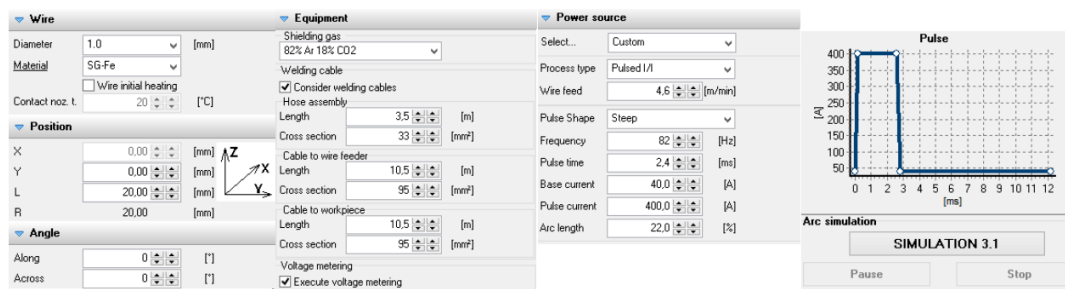 Wire
Diameter 1.0 [mm]
Material SG-Fe
Wire initial heating
Contact noz. t. 20 [°C]
Position
X 0,00 [mm]
Y 0,00 [mm]
L 20,00 [mm]
R 20,00 [mm]
Z
X
Y
Angle
Along 0 [°]
Across 0 [°]
Equipment
Shielding gas
82% Ar 18% CO2
Welding cable
Consider welding cables
Hose assembly
Length 3,5 [m]
Cross section 33 [mm²]
Cable to wire feeder
Length 10,5 [m]
Cross section 95 [mm²]
Cable to workpiece
Length 10,5 [m]
Cross section 95 [mm²]
Voltage metering
Execute voltage metering
Power source
Select... Custom
Process type Pulsed I/I
Wire feed 4,6 [m/min]
Pulse Shape Steep
Frequency 82 [Hz]
Pulse time 2,4 [ms]
Base current 40,0 [A]
Pulse current 400,0 [A]
Arc length 22,0 [%]
Pulse
400
350
300
250
200
150
100
50
[A]
0 1 2 3 4 5 6 7 8 9 10 11 12
[ms]
Arc simulation
SIMULATION 3.1
Pause Stop